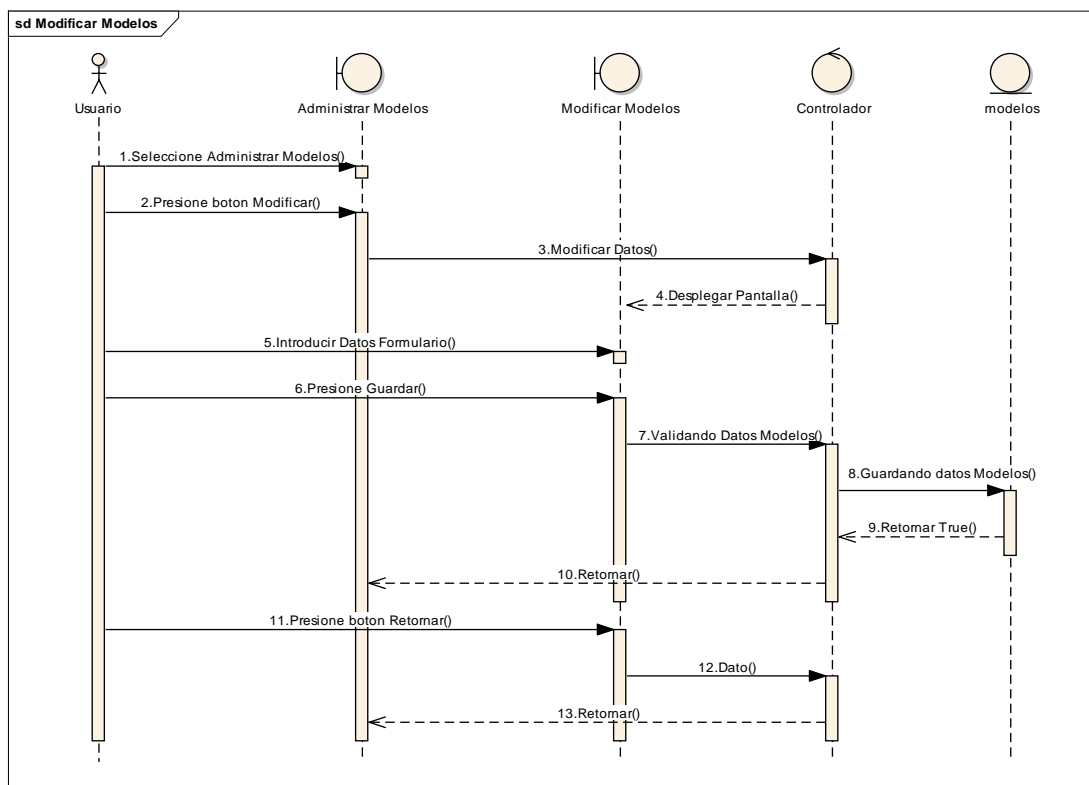 sd Modificar Modelos
Usuario
Administrar Modelos
Modificar Modelos
Controlador
modelos
1.Seleccione Administrar Modelos()
2.Presione boton Modificar()
3.Modificar Datos()
4.Desplegar Pantalla()
5.Introducir Datos Formulario()
6.Presione Guardar()
7.Validando Datos Modelos()
8.Guardando datos Modelos()
9.Retornar True()
10.Retornar()
11.Presione boton Retornar()
12.Dato()
13.Retornar()